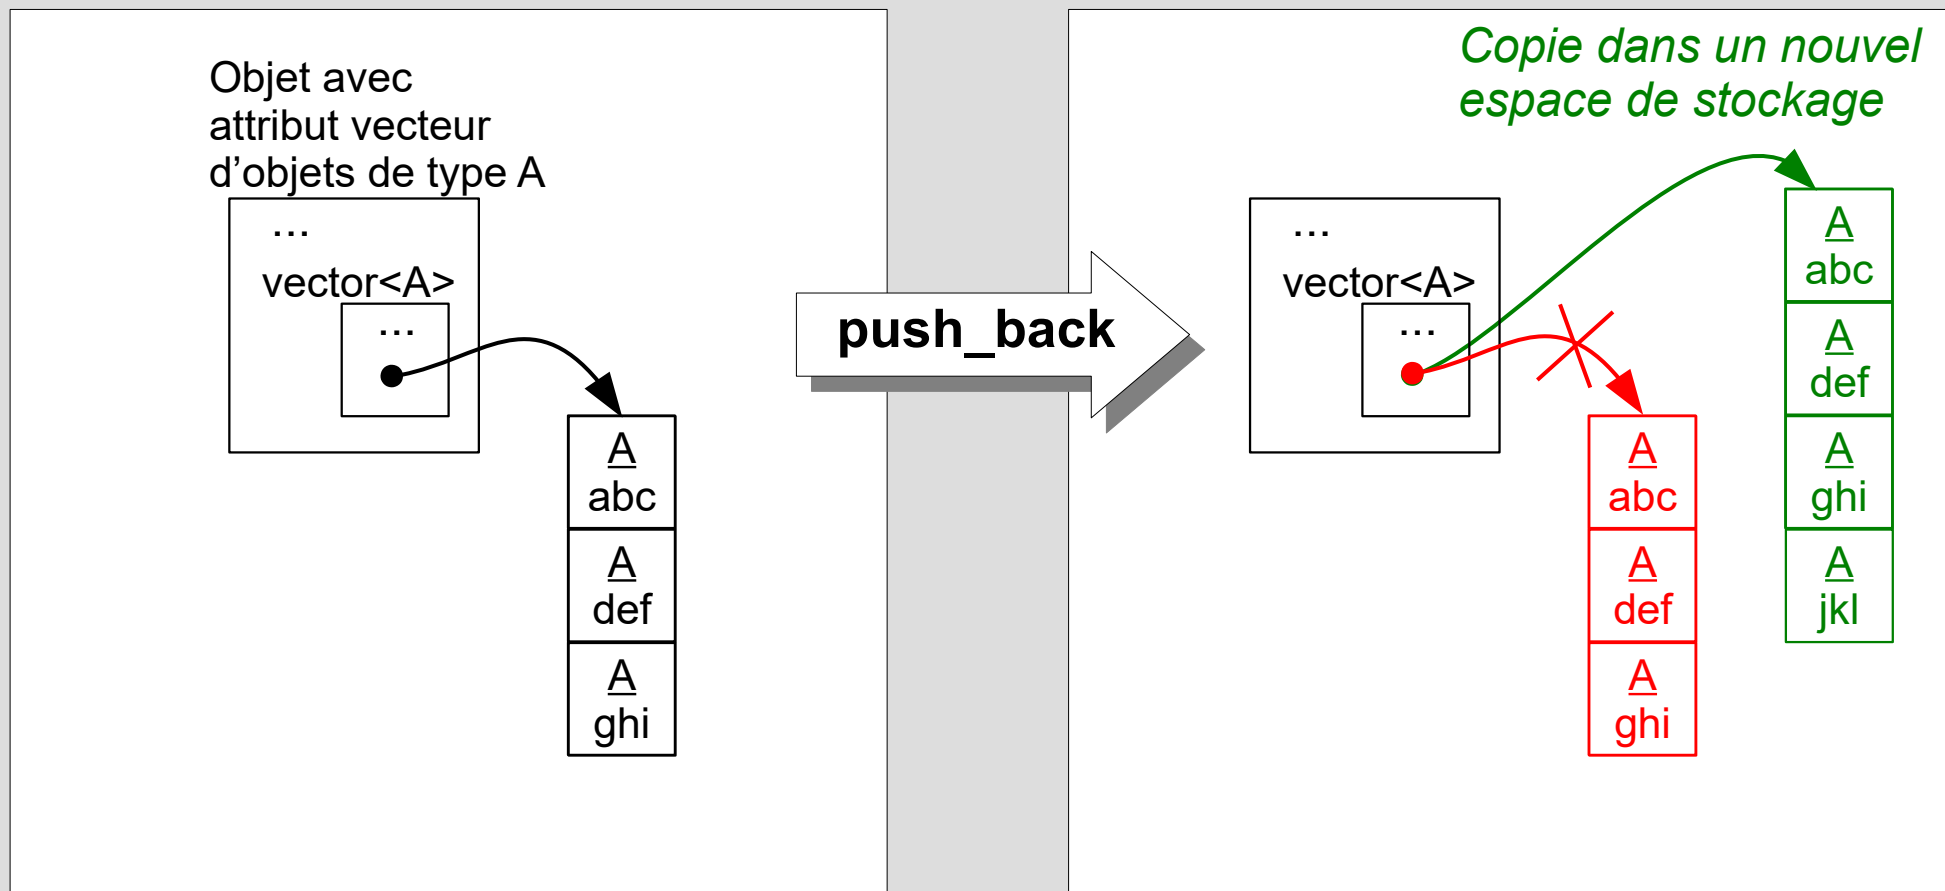 Objet avec
attribut vecteur
d’objets de type A
...
vector<A>
...
A
abc
A
def
A
ghi
push_back
Copie dans un nouvel
espace de stockage
...
vector<A>
...
A
abc
A
def
A
ghi
A
abc
A
def
A
ghi
A
jkl